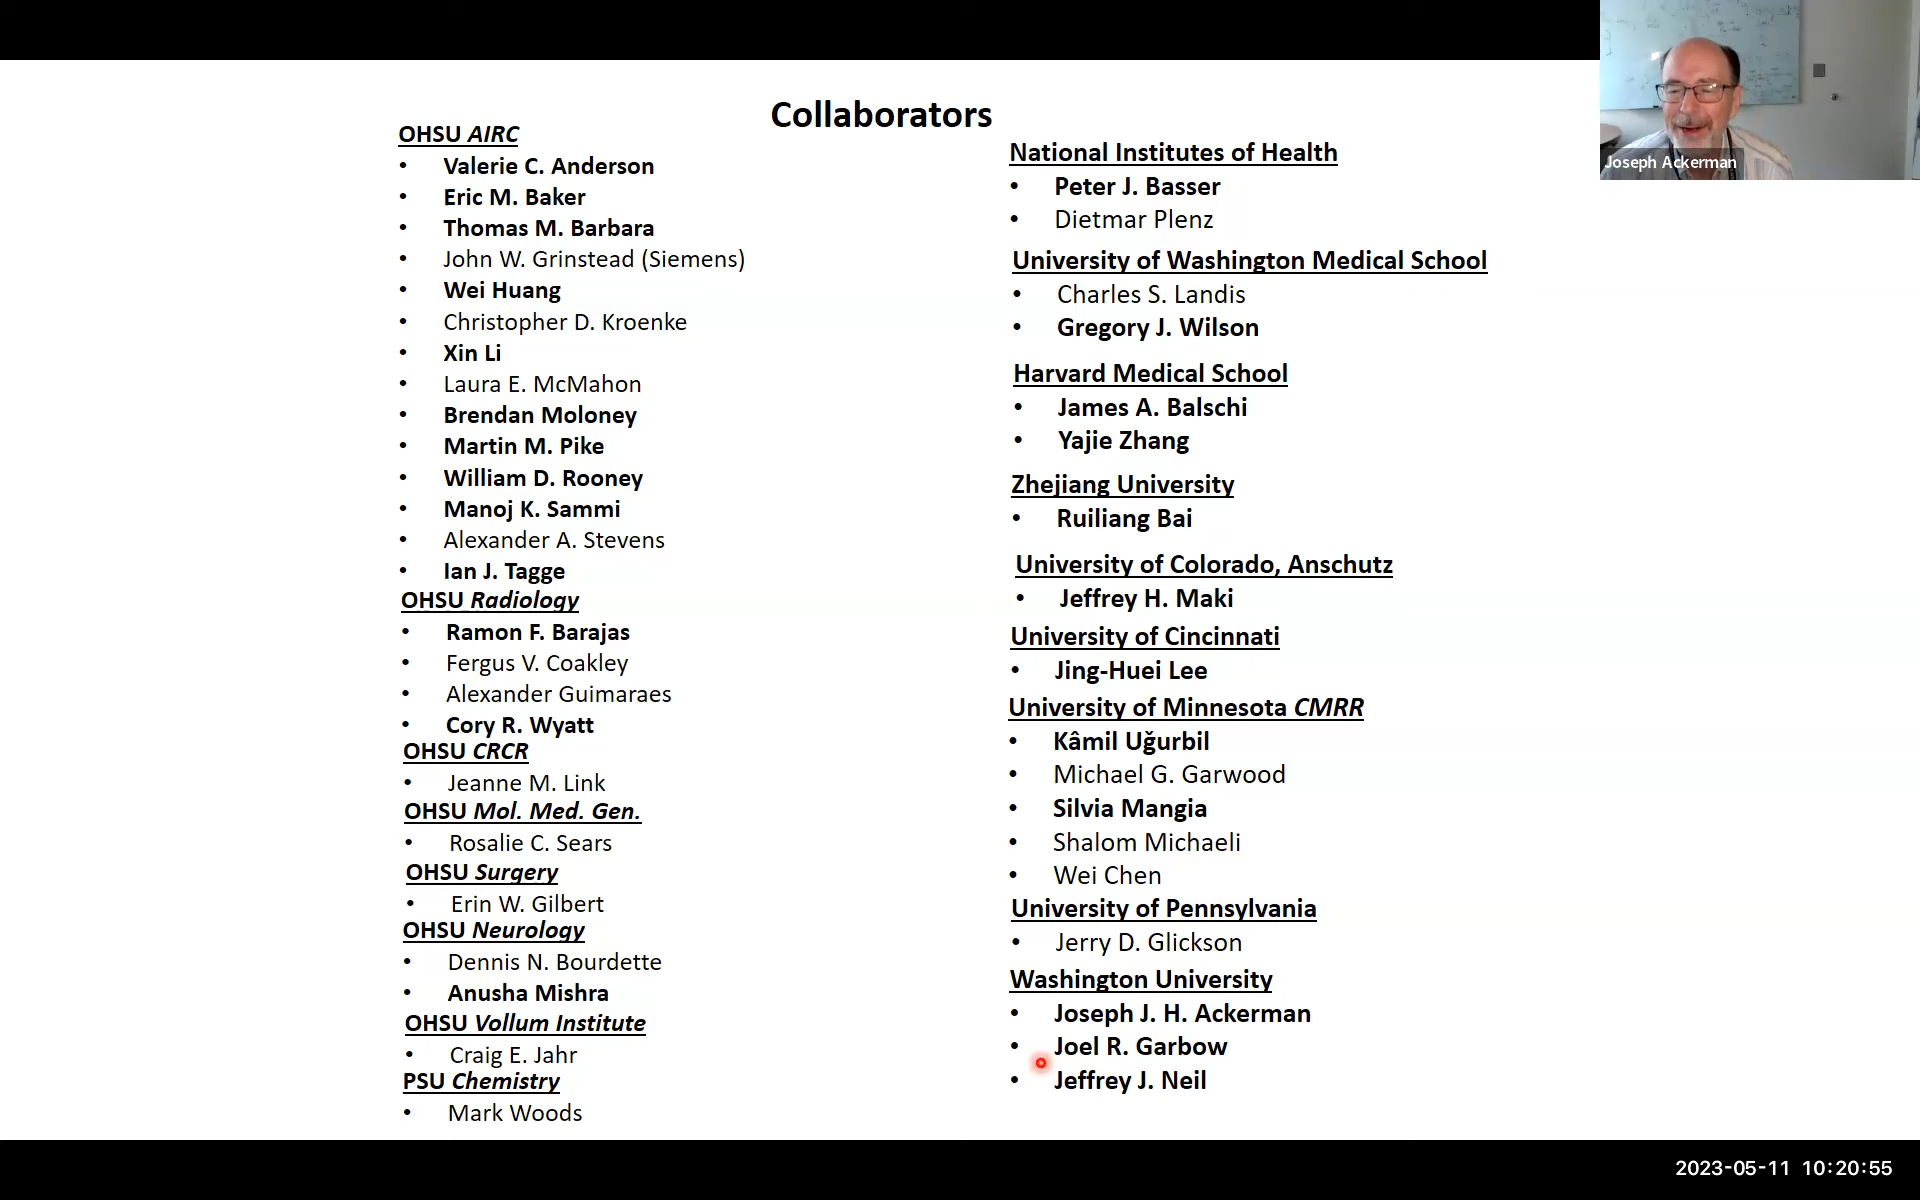 Collaborators
OHSU AIRC
• Valerie C. Anderson
• Eric M. Baker
• Thomas M. Barbara
• John W. Grinstead (Siemens)
• Wei Huang
• Christopher D. Kroenke
• Xin Li
• Laura E. McMahon
• Brendan Moloney
• Martin M. Pike
• William D. Rooney
• Manoj K. Sammi
• Alexander A. Stevens
• Ian J. Tagge
OHSU Radiology
• Ramon F. Barajas
• Fergus V. Coakley
• Alexander Guimaraes
• Cory R. Wyatt
OHSU CRCR
• Jeanne M. Link
OHSU Mol. Med. Gen.
• Rosalie C. Sears
OHSU Surgery
• Erin W. Gilbert
OHSU Neurology
• Dennis N. Bourdette
• Anusha Mishra
OHSU Vollum Institute
• Craig E. Jahr
PSU Chemistry
• Mark Woods
National Institutes of Health
• Peter J. Basser
• Dietmar Plenz
University of Washington Medical School
• Charles S. Landis
• Gregory J. Wilson
Harvard Medical School
• James A. Balschi
• Yajie Zhang
Zhejiang University
• Ruiliang Bai
University of Colorado, Anschutz
• Jeffrey H. Maki
University of Cincinnati
• Jing-Huei Lee
University of Minnesota CMRR
• Kâmil Uğurbil
• Michael G. Garwood
• Silvia Mangia
• Shalom Michaeli
• Wei Chen
University of Pennsylvania
• Jerry D. Glickson
Washington University
• Joseph J. H. Ackerman
• Joel R. Garbow
• Jeffrey J. Neil
Joseph Ackerman
2023-05-11 10:20:55